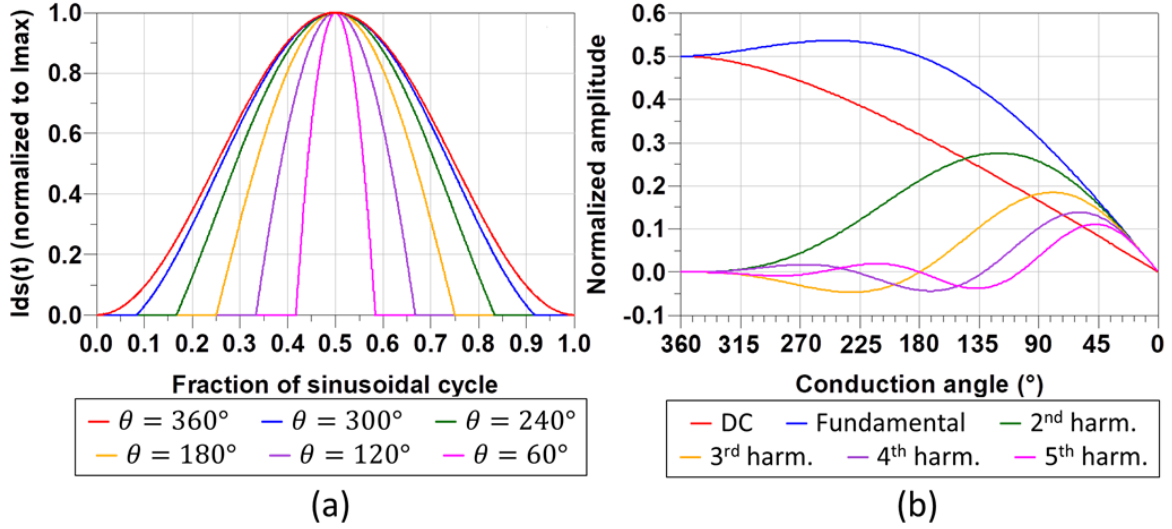 Ids(t) (normalized to Imax)
1.0
0.8
0.6
0.4
0.2
0.0
0.0 0.1 0.2 0.3 0.4 0.5 0.6 0.7 0.8 0.9 1.0
Fraction of sinusoidal cycle
θ = 360° θ = 300° θ = 240°
θ = 180° θ = 120° θ = 60°
(a)
Normalized amplitude
0.6
0.5
0.4
0.3
0.2
0.1
0.0
-0.1
360 315 270 225 180 135 90 45 0
Conduction angle (°)
DC Fundamental 2nd harm.
3rd harm. 4th harm. 5th harm.
(b)